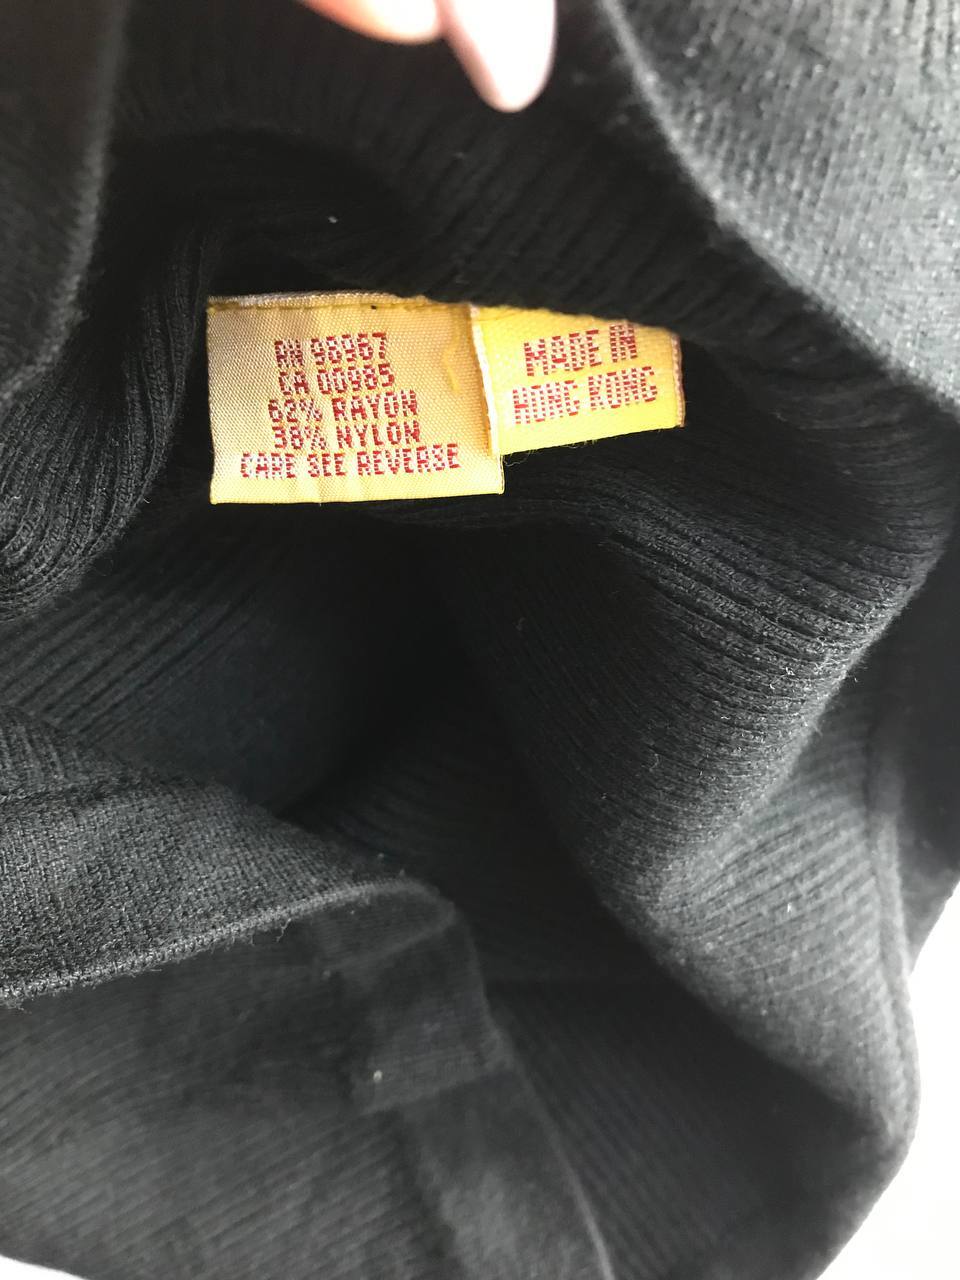 RN 98967
CA 00985
62% RAYON
38% NYLON
CARE SEE REVERSE
MADE IN
HONG KONG